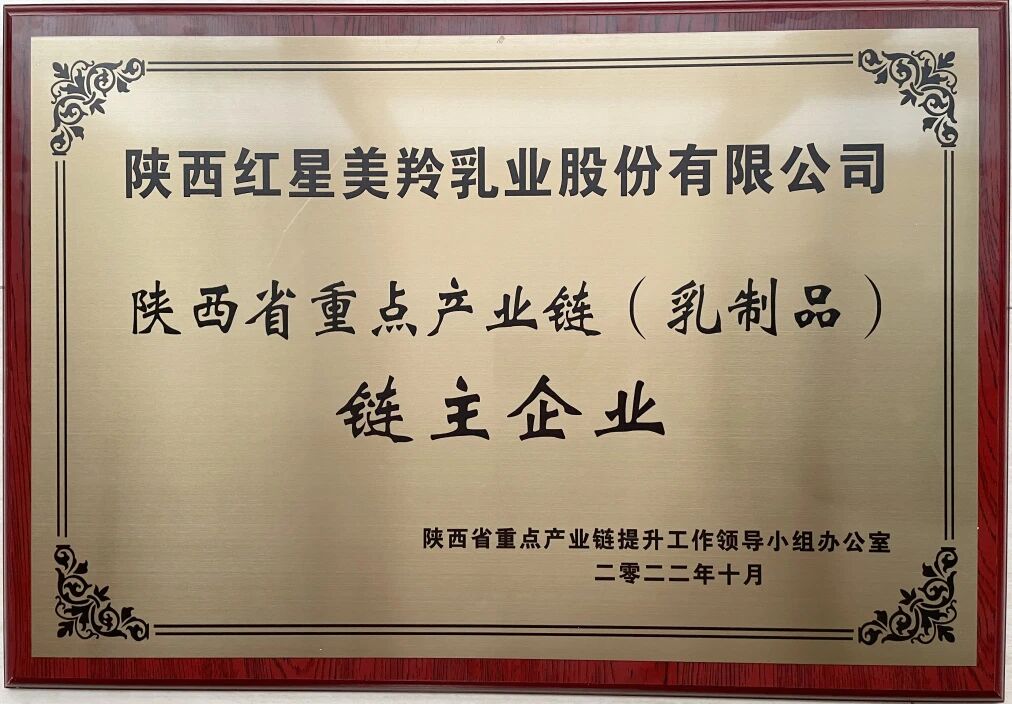 陕西红星美羚乳业股份有限公司
陕西省重点产业链（乳制品）
链主企业
陕西省重点产业链提升工作领导小组办公室
二零二二年十月